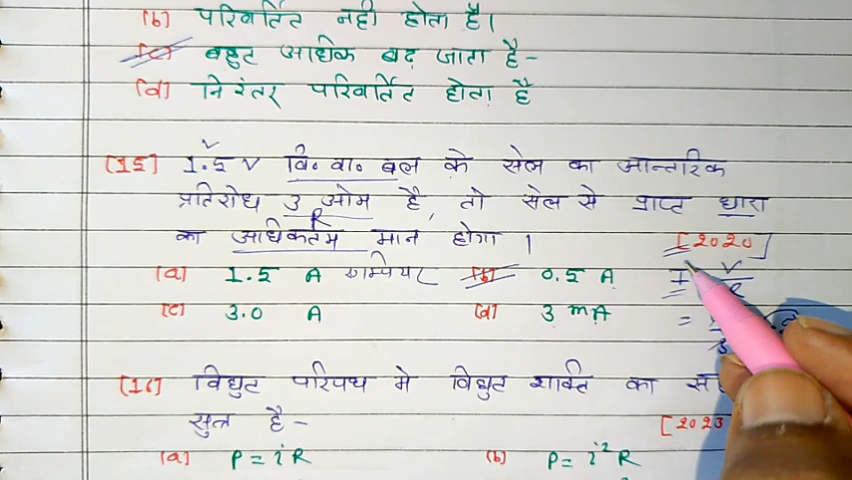 (b) परिवर्तित नही होता है।
(c) बहुत अधिक बढ़ जाता है-
(d) निरंतर परिवर्तित होता है
(15) 1.5 V वि० वा० बल के सेल का आन्तरिक
प्रतिरोध 3 ओम है, तो सेल से प्राप्त धारा
R
का अधिकतम मान होगा । [2020]
(a) 1.5 A एम्पियर (b) 0.5 A
(c) 3.0 A (d) 3 mA
I V R
=
(16) विद्युत परिपथ मे विद्युत शक्ति का
सुत्र है- [2023
(a) P = iR (b) P = i²R